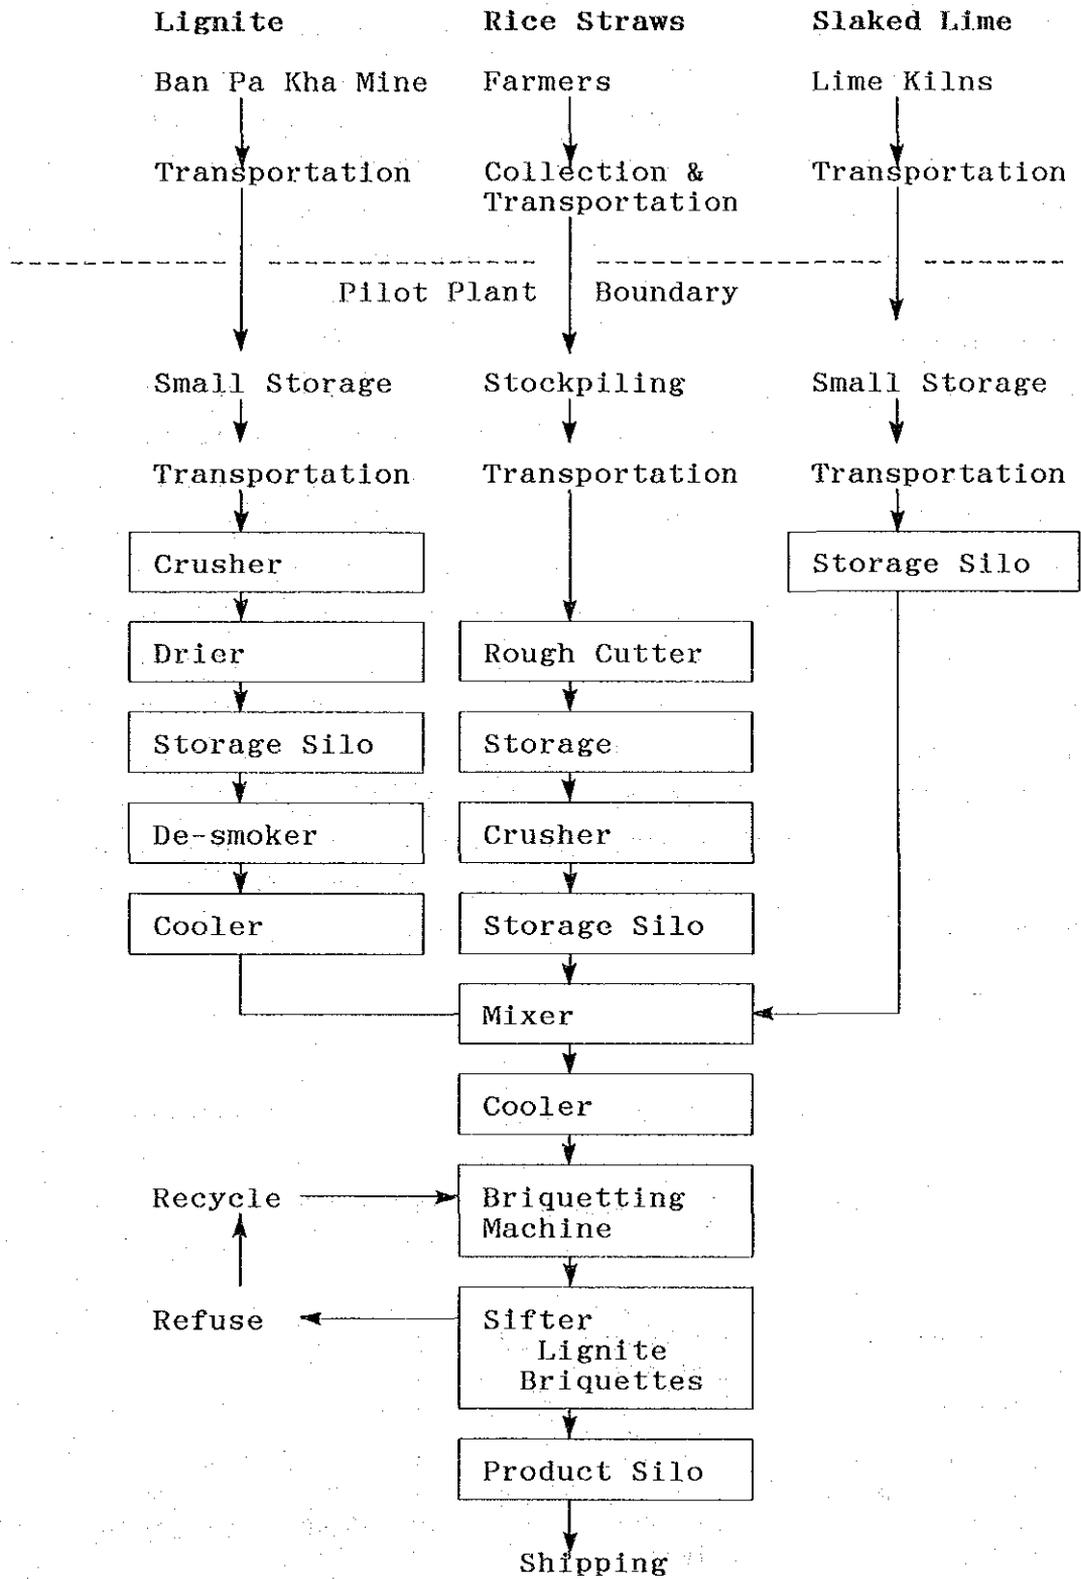 Lignite Rice Straws Slaked Lime
Ban Pa Kha Mine Farmers Lime Kilns
Transportation Collection & Transportation
Transportation
Pilot Plant Boundary
Small Storage Stockpiling Small Storage
Transportation Transportation Transportation
Crusher Storage Silo
Drier Rough Cutter
Storage Silo Storage
De-smoker Crusher
Cooler Storage Silo
Mixer
Cooler
Recycle Briquetting
Machine
Refuse Sifter
Lignite
Briquettes
Product Silo
Shipping